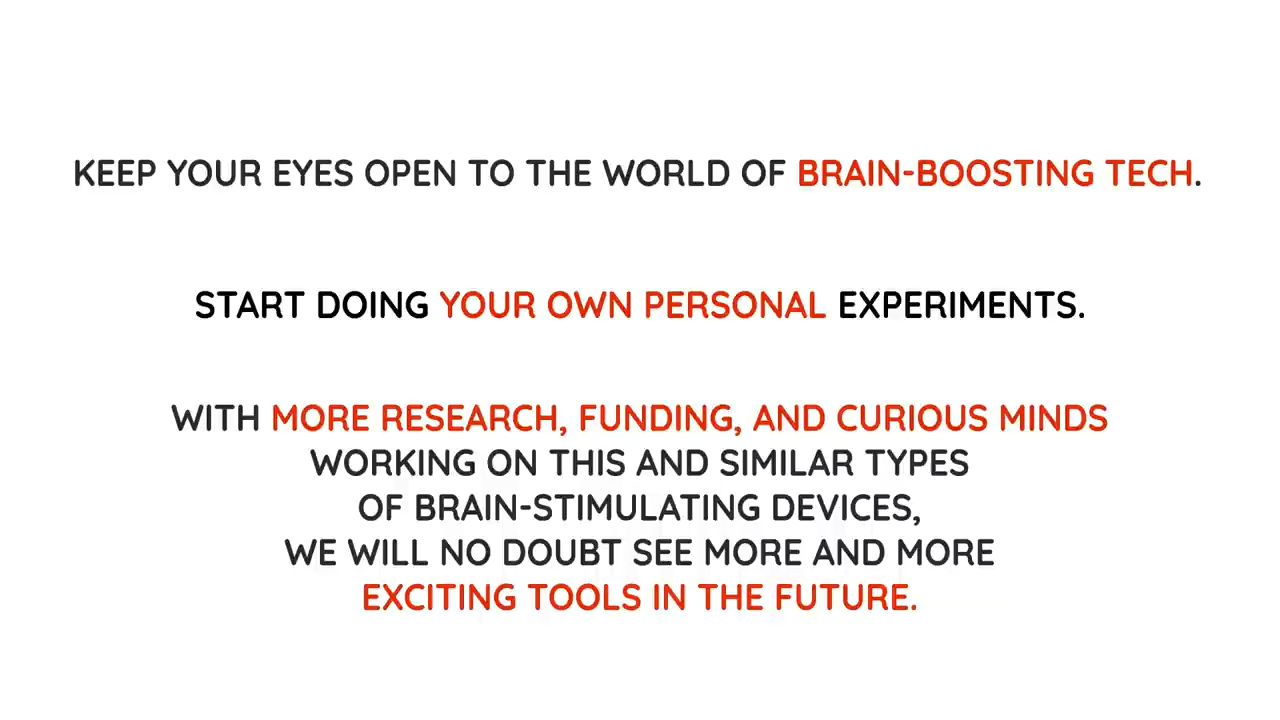 KEEP YOUR EYES OPEN TO THE WORLD OF BRAIN-BOOSTING TECH.
START DOING YOUR OWN PERSONAL EXPERIMENTS.
WITH MORE RESEARCH, FUNDING, AND CURIOUS MINDS
WORKING ON THIS AND SIMILAR TYPES
OF BRAIN-STIMULATING DEVICES,
WE WILL NO DOUBT SEE MORE AND MORE
EXCITING TOOLS IN THE FUTURE.